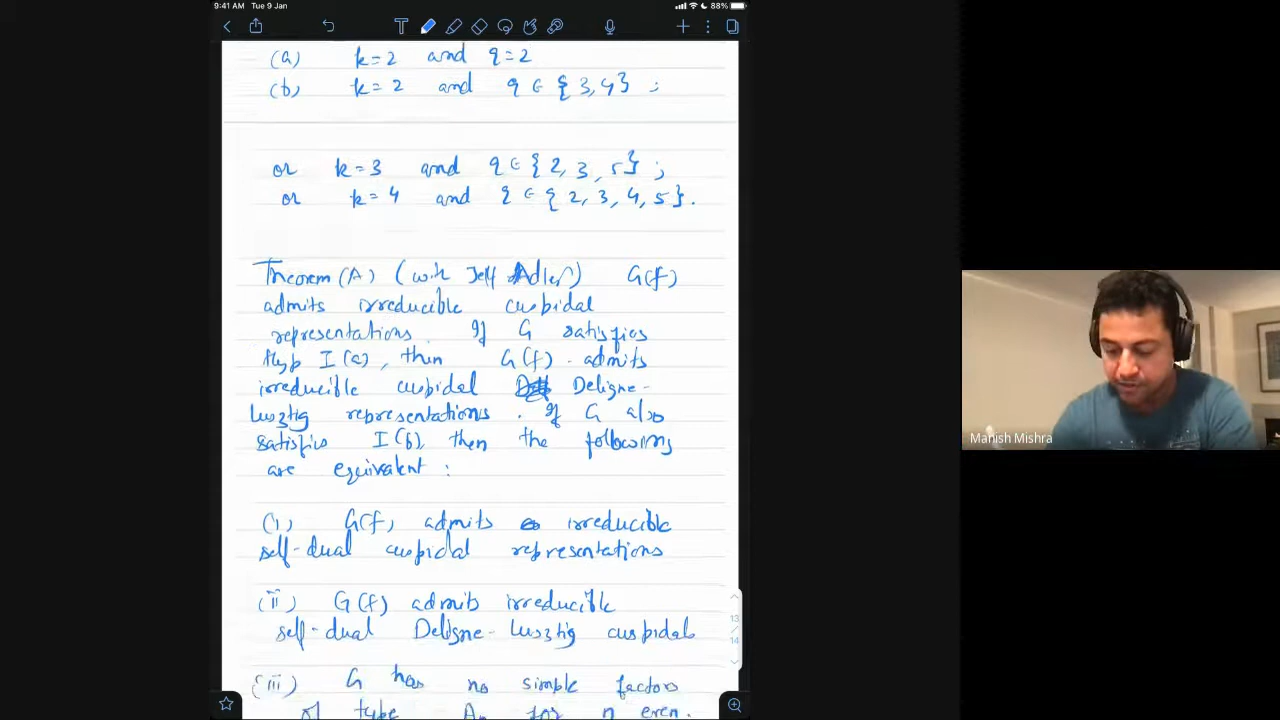 9:41 AM Tue 9 Jan
88%
(a) k=2 and q=2
(b) k=2 and q ∈ {3,4} ;
or k=3 and q ∈ {2, 3, 5} ;
or k=4 and q ∈ {2, 3, 4, 5}.
Theorem (A) (with Jeff Adler) G(f)
admits irreducible cuspidal
representations. If G satisfies
Hyp I(a), then G(f) admits
irreducible cuspidal Deligne-
Lusztig representations. If G also
satisfies I(b), then the following
are equivalent :
(i) G(f) admits irreducible
self-dual cuspidal representations
(ii) G(f) admits irreducible
self-dual Deligne-Lusztig cuspidals
(iii) G has no simple factors
of type An for n even.
13
14
Manish Mishra